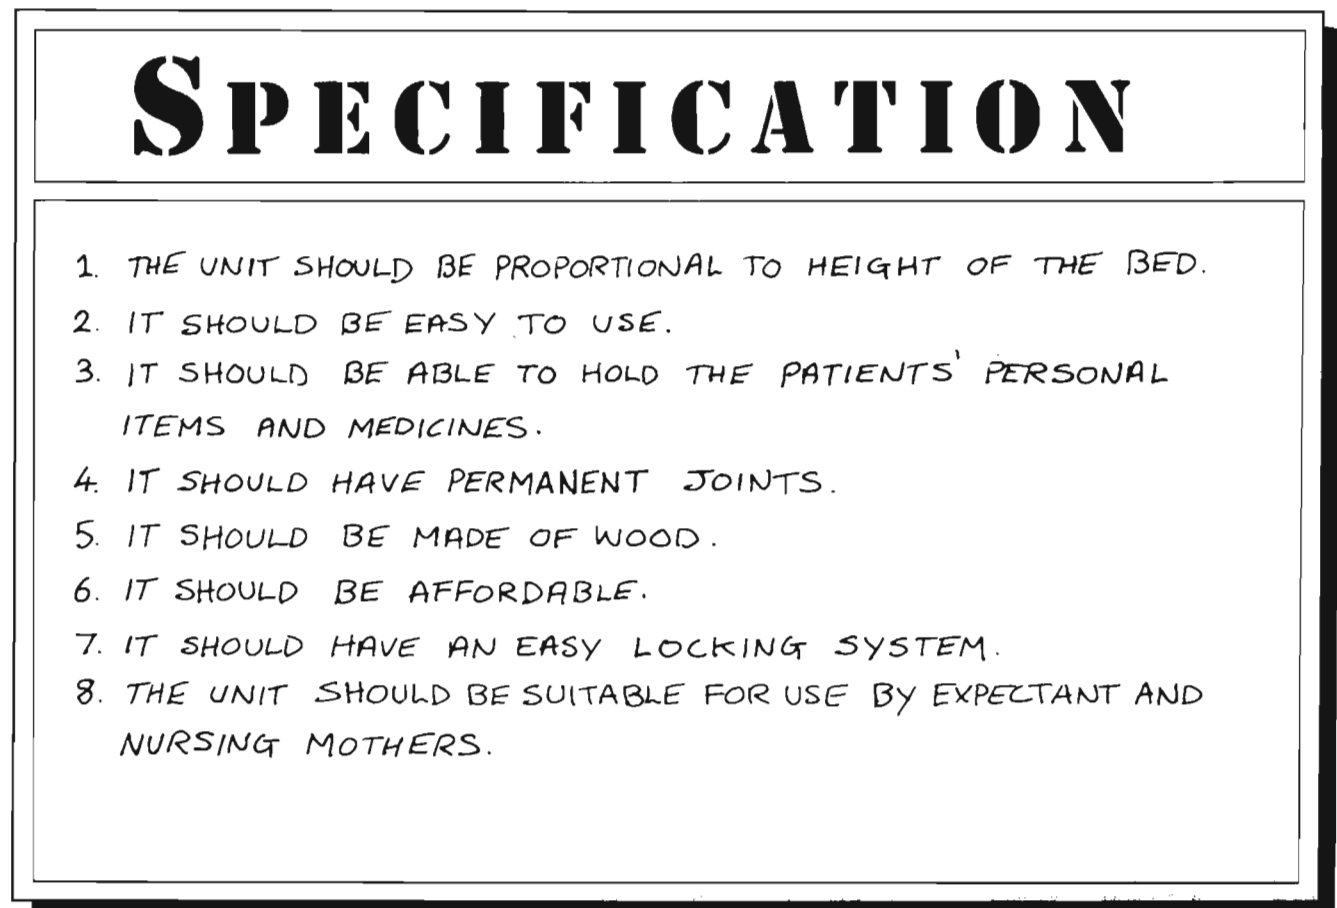 SPECIFICATION
1. THE UNIT SHOULD BE PROPORTIONAL TO HEIGHT OF THE BED.
2. IT SHOULD BE EASY TO USE.
3. IT SHOULD BE ABLE TO HOLD THE PATIENTS' PERSONAL
ITEMS AND MEDICINES.
4. IT SHOULD HAVE PERMANENT JOINTS.
5. IT SHOULD BE MADE OF WOOD.
6. IT SHOULD BE AFFORDABLE.
7. IT SHOULD HAVE AN EASY LOCKING SYSTEM.
8. THE UNIT SHOULD BE SUITABLE FOR USE BY EXPECTANT AND
NURSING MOTHERS.